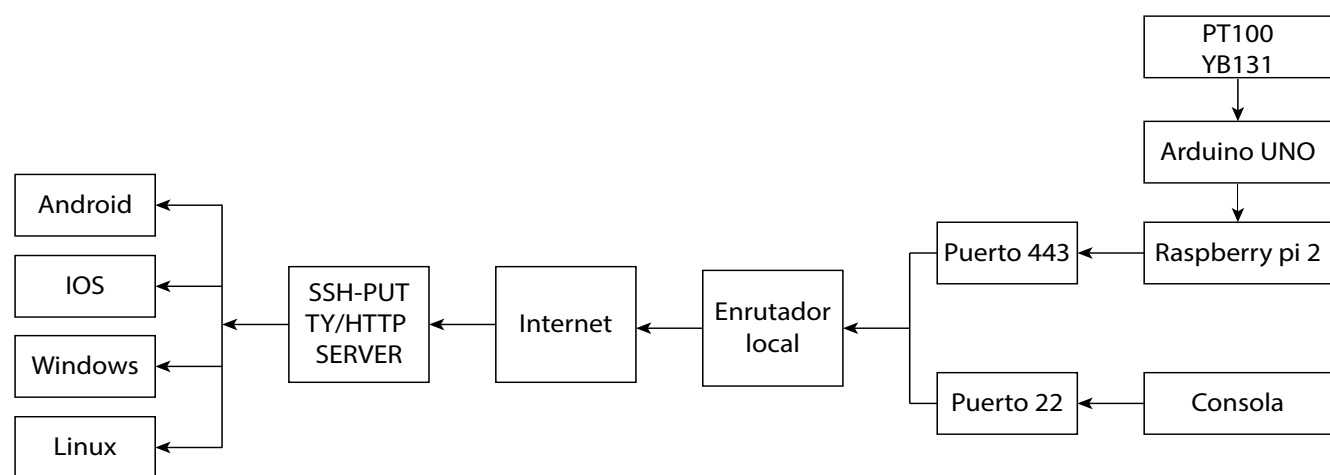 PT100
YB131
Arduino UNO
Android
Puerto 443
Raspberry pi 2
IOS
SSH-PUT
TY/HTTP
SERVER
Internet
Enrutador
local
Windows
Puerto 22
Consola
Linux